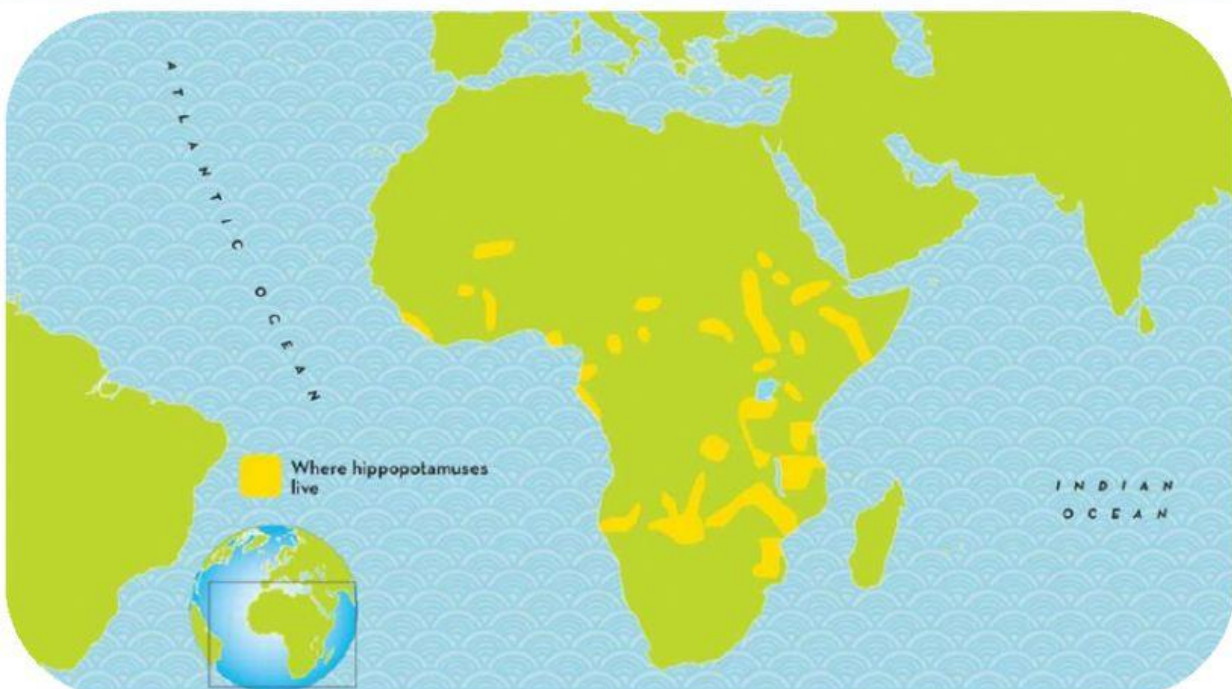 ATLANTIC OCEAN
Where hippopotamuses
live
INDIAN
OCEAN